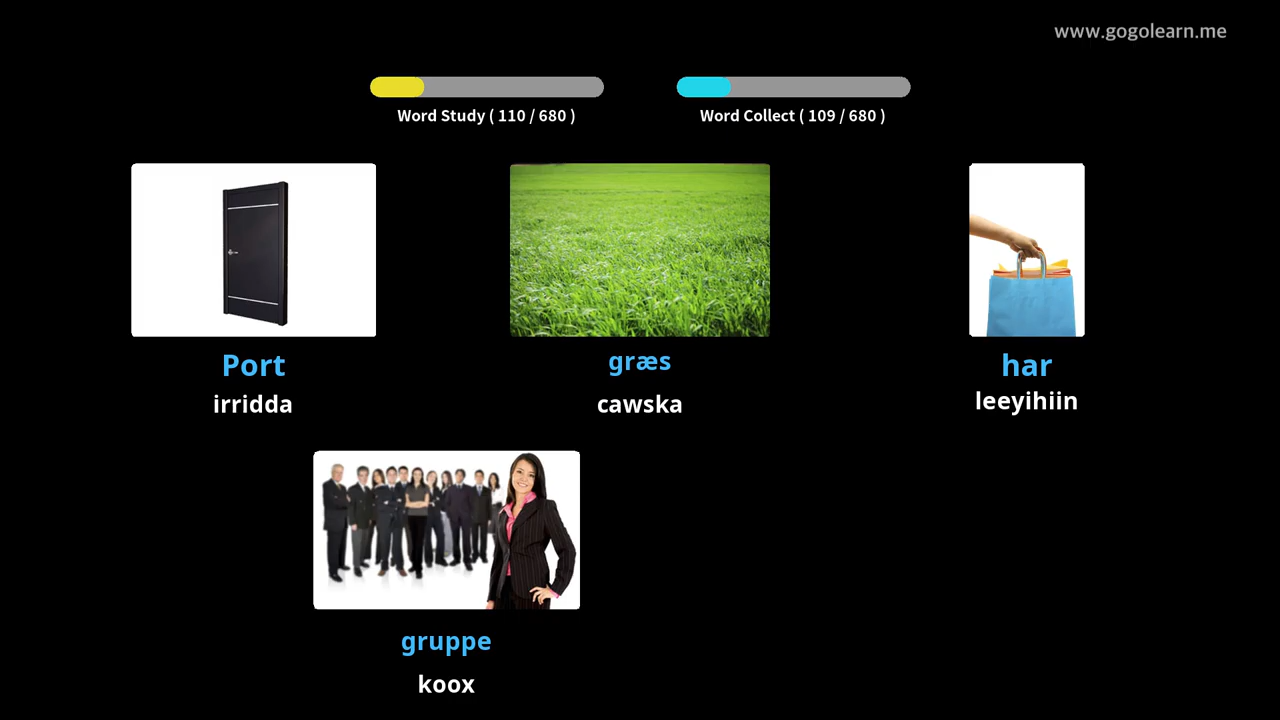 www.gogolearn.me
Word Study ( 110 / 680 )
Word Collect ( 109 / 680 )
Port
irridda
græs
cawska
har
leeyihiin
gruppe
koox